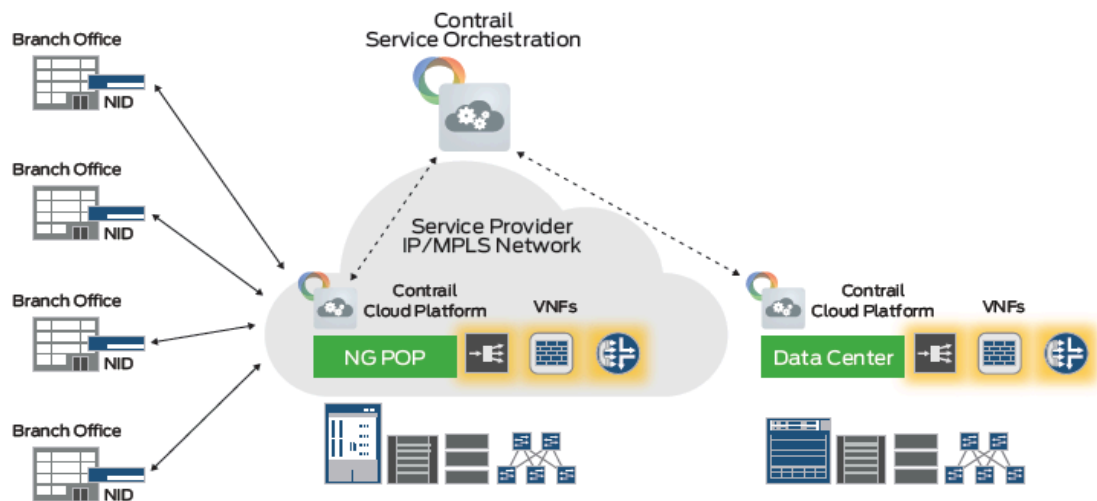 Contrail
Service Orchestration
Branch Office
NID
Branch Office
NID
Branch Office
NID
Branch Office
NID
Service Provider
IP/MPLS Network
Contrail
Cloud Platform
VNFs
NG POP
Contrail
Cloud Platform
VNFs
Data Center